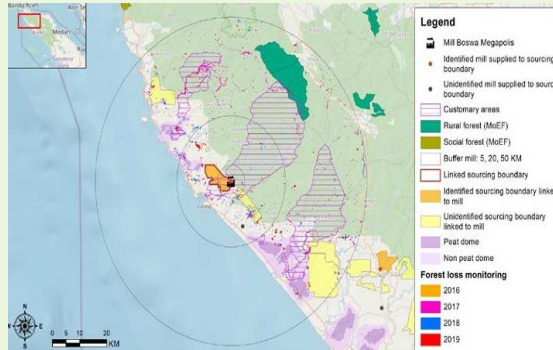 Banda Aceh
Medan
Legend
Mill Boswa Megapolis
Identified mill supplied to sourcing
boundary
Unidentified mill supplied to sourc
boundary
Customary areas
Rural forest (MoEF)
Social forest (MoEF)
Buffer mill: 5, 20, 50 KM
Linked sourcing boundary
Identified sourcing boundary linke
to mill
Unidentified sourcing boundary
linked to mill
Peat dome
Non peat dome
Forest loss monitoring
2016
2017
2018
2019
N
W
E
S
0 10 20
KM